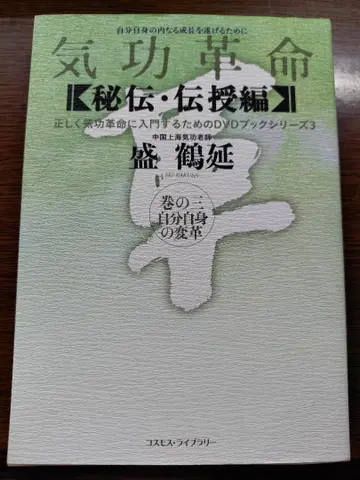 自分自身の内なる成長を遂げるために
気功革命
【秘伝・伝授編】
正しく気功革命に入門するためのDVDブックシリーズ3
中国上海気功老師
盛 鶴延
SEI KAKUEN
巻の三
自分自身
の変革
コスモス・ライブラリー